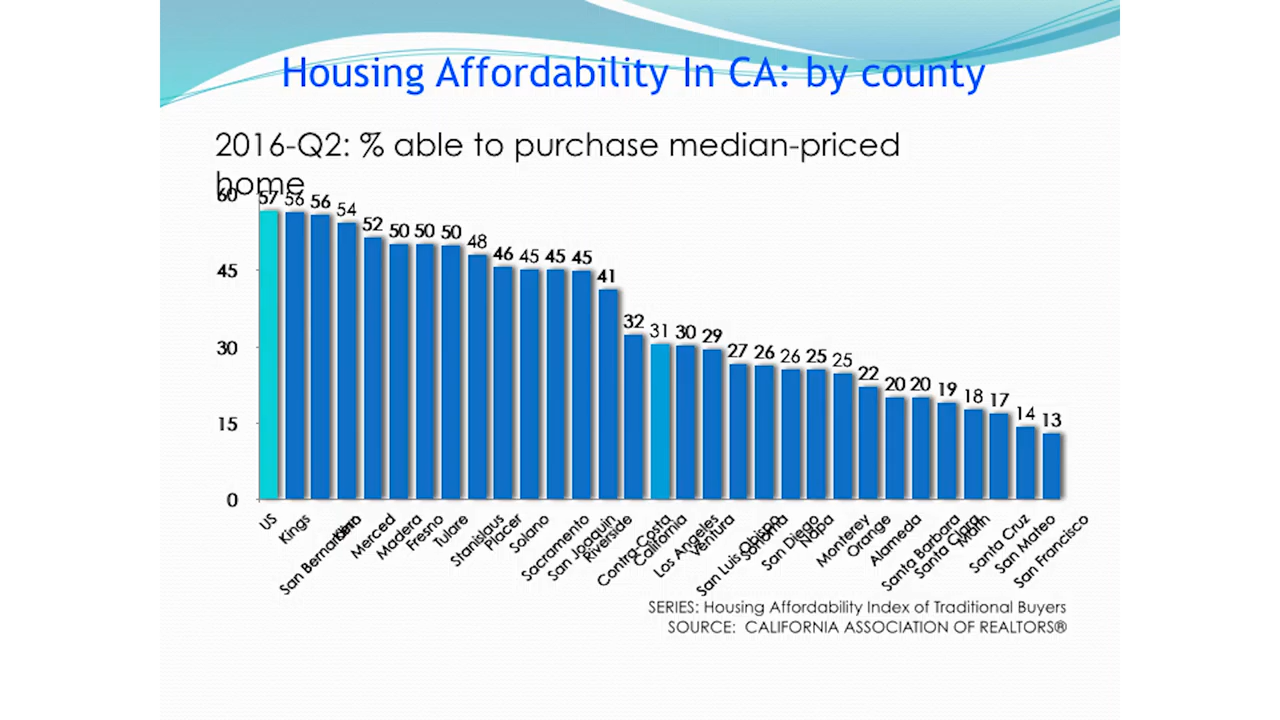 Housing Affordability In CA: by county
2016-Q2: % able to purchase median-priced
home
60
45
30
15
0
57 56 56 54 52 50 50 50 48 46 45 45 45 41 32 31 30 29 27 26 26 25 25 22 20 20 19 18 17 14 13
US
Kings
San Bernardino
Merced
Madera
Fresno
Tulare
Stanislaus
Placer
Solano
Sacramento
San Joaquin
Riverside
Contra-Costa
California
Los Angeles
Ventura
San Luis Obispo
Sonoma
San Diego
Napa
Monterey
Orange
Alameda
Santa Barbara
Santa Clara
Marin
Santa Cruz
San Mateo
San Francisco
SERIES: Housing Affordability Index of Traditional Buyers
SOURCE: CALIFORNIA ASSOCIATION OF REALTORS®